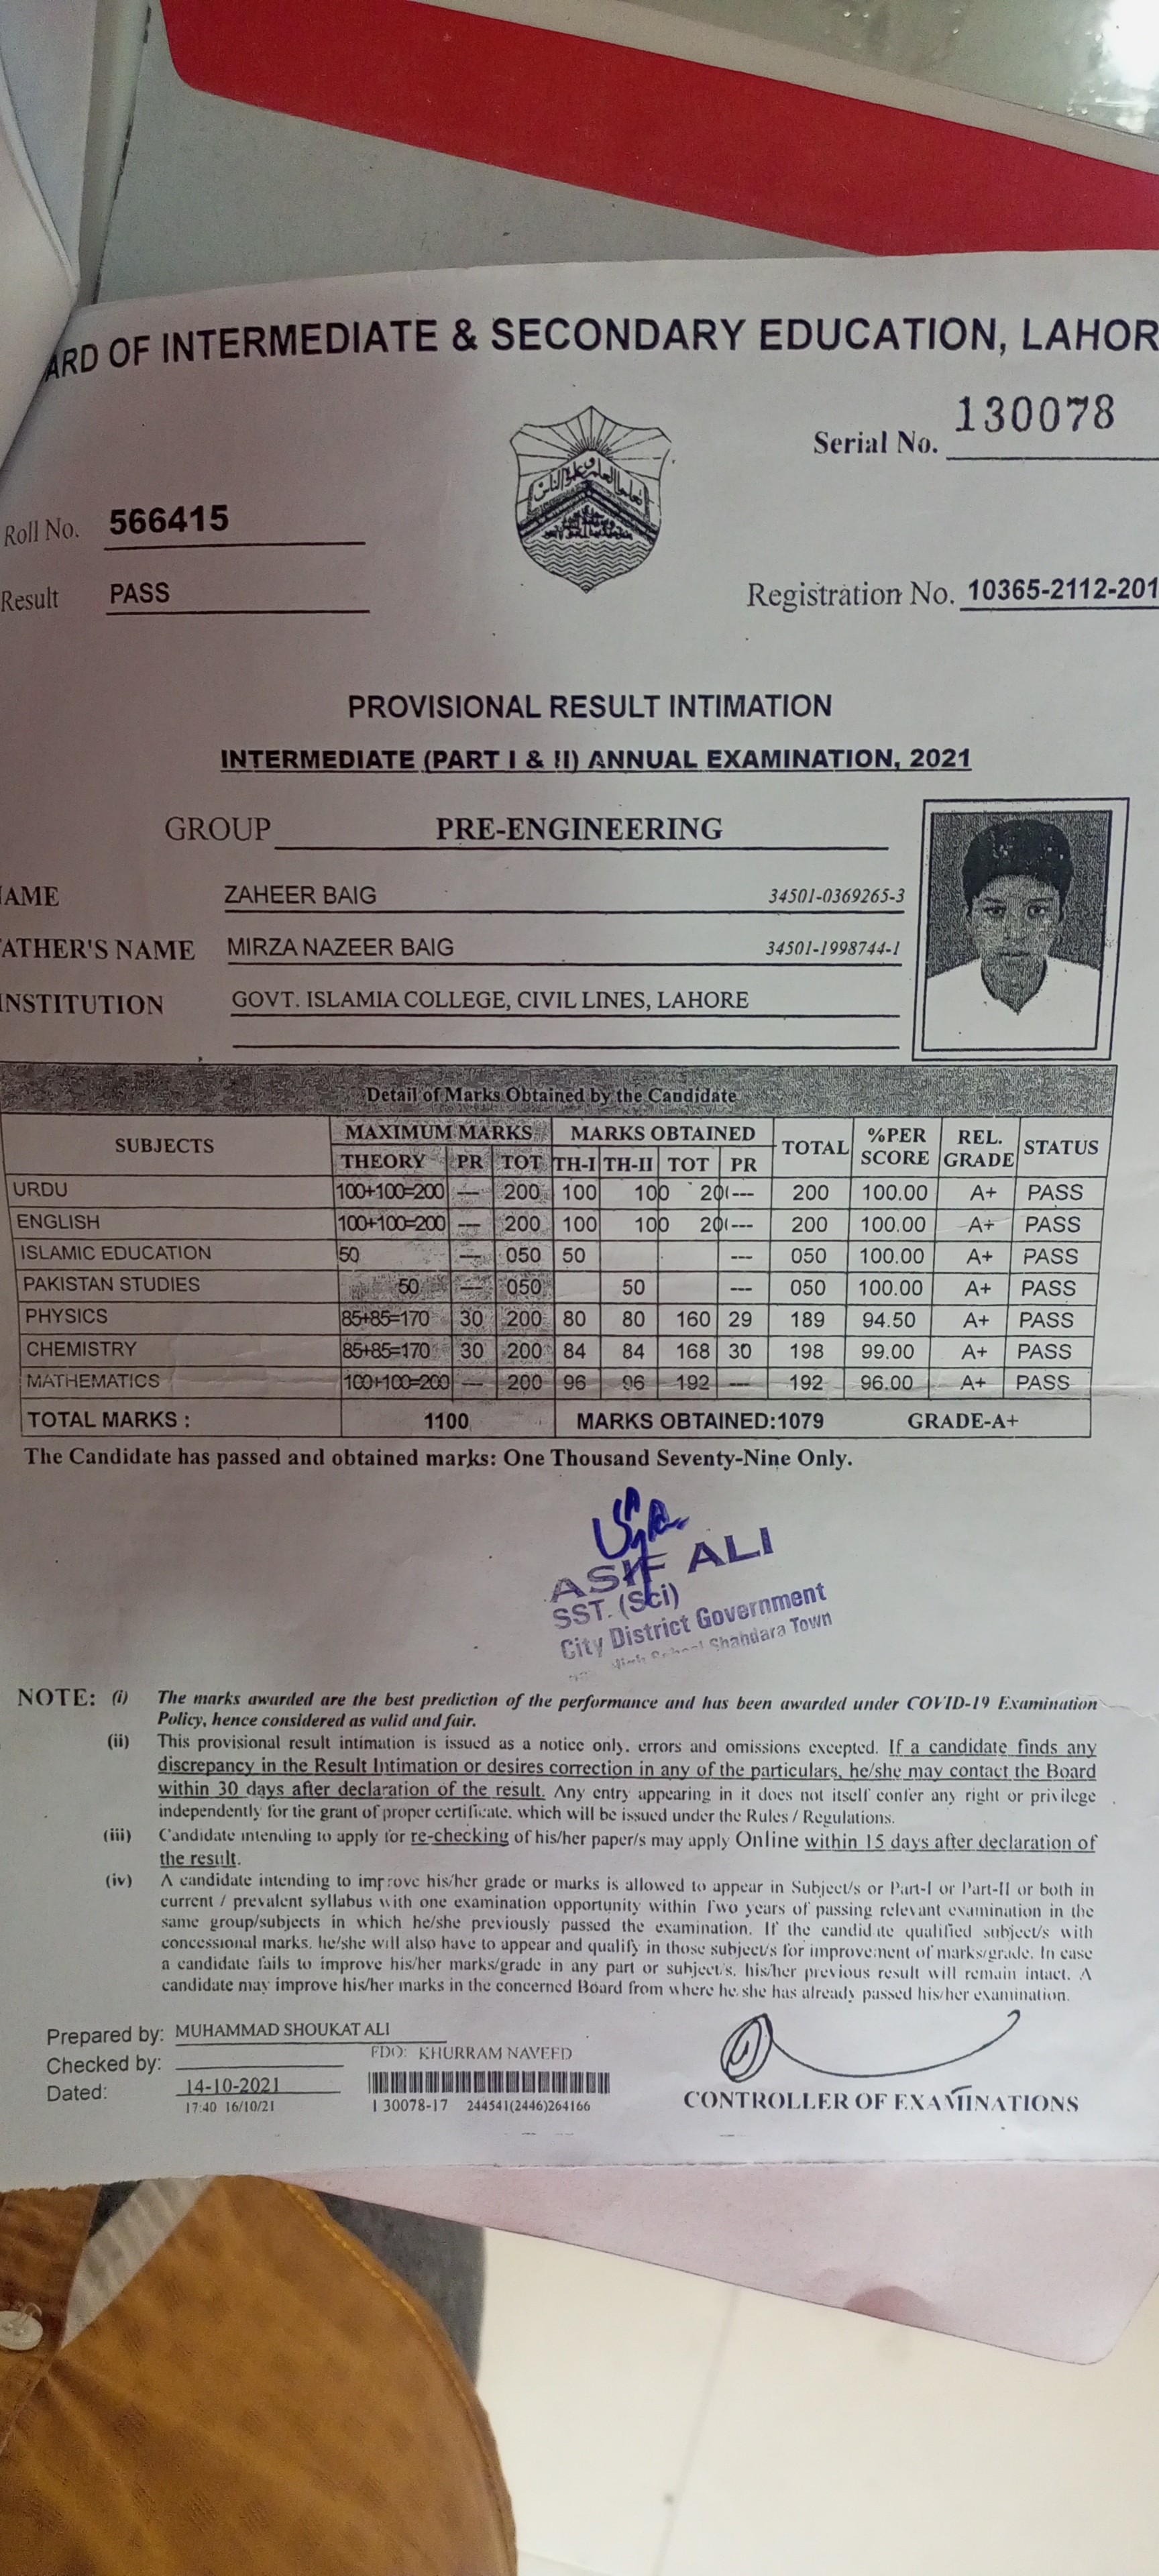 ARD OF INTERMEDIATE & SECONDARY EDUCATION, LAHOR
Serial No. 130078
Roll No. 566415
Result PASS
Registration No. 10365-2112-201
PROVISIONAL RESULT INTIMATION
INTERMEDIATE (PART I & II) ANNUAL EXAMINATION, 2021
GROUP PRE-ENGINEERING
AME ZAHEER BAIG 34501-0369265-3
ATHER'S NAME MIRZA NAZEER BAIG 34501-1998744-1
INSTITUTION GOVT. ISLAMIA COLLEGE, CIVIL LINES, LAHORE
Detail of Marks Obtained by the Candidate
SUBJECTS MAXIMUM MARKS MARKS OBTAINED TOTAL %PER SCORE REL. GRADE STATUS
THEORY PR TOT TH-I TH-II TOT PR
URDU 100+100=200 --- 200 100 100 20 --- 200 100.00 A+ PASS
ENGLISH 100+100=200 --- 200 100 100 20 --- 200 100.00 A+ PASS
ISLAMIC EDUCATION 50 --- 050 50 --- 050 100.00 A+ PASS
PAKISTAN STUDIES 50 --- 050 50 --- 050 100.00 A+ PASS
PHYSICS 85+85=170 30 200 80 80 160 29 189 94.50 A+ PASS
CHEMISTRY 85+85=170 30 200 84 84 168 30 198 99.00 A+ PASS
MATHEMATICS 100+100=200 --- 200 96 96 192 --- 192 96.00 A+ PASS
TOTAL MARKS : 1100 MARKS OBTAINED:1079 GRADE-A+
The Candidate has passed and obtained marks: One Thousand Seventy-Nine Only.
ASIF ALI
SST. (Sci)
City District Government
High School Shahdara Town
NOTE: (i) The marks awarded are the best prediction of the performance and has been awarded under COVID-19 Examination
Policy, hence considered as valid and fair.
(ii) This provisional result intimation is issued as a notice only, errors and omissions excepted. If a candidate finds any
discrepancy in the Result Intimation or desires correction in any of the particulars, he/she may contact the Board
within 30 days after declaration of the result. Any entry appearing in it does not itself confer any right or privilege
independently for the grant of proper certificate, which will be issued under the Rules / Regulations.
(iii) Candidate intending to apply for re-checking of his/her paper/s may apply Online within 15 days after declaration of
the result.
(iv) A candidate intending to improve his/her grade or marks is allowed to appear in Subject/s or Part-I or Part-II or both in
current / prevalent syllabus with one examination opportunity within Two years of passing relevant examination in the
same group/subjects in which he/she previously passed the examination. If the candidate qualified subject/s with
concessional marks, he/she will also have to appear and qualify in those subject/s for improvement of marks/grade. In case
a candidate fails to improve his/her marks/grade in any part or subject/s, his/her previous result will remain intact. A
candidate may improve his/her marks in the concerned Board from where he she has already passed his/her examination.
Prepared by: MUHAMMAD SHOUKAT ALI
FDO: KHURRAM NAVEED
Checked by:
Dated: 14-10-2021
17:40 16/10/21
130078-17 244541(2446)264166
CONTROLLER OF EXAMINATIONS